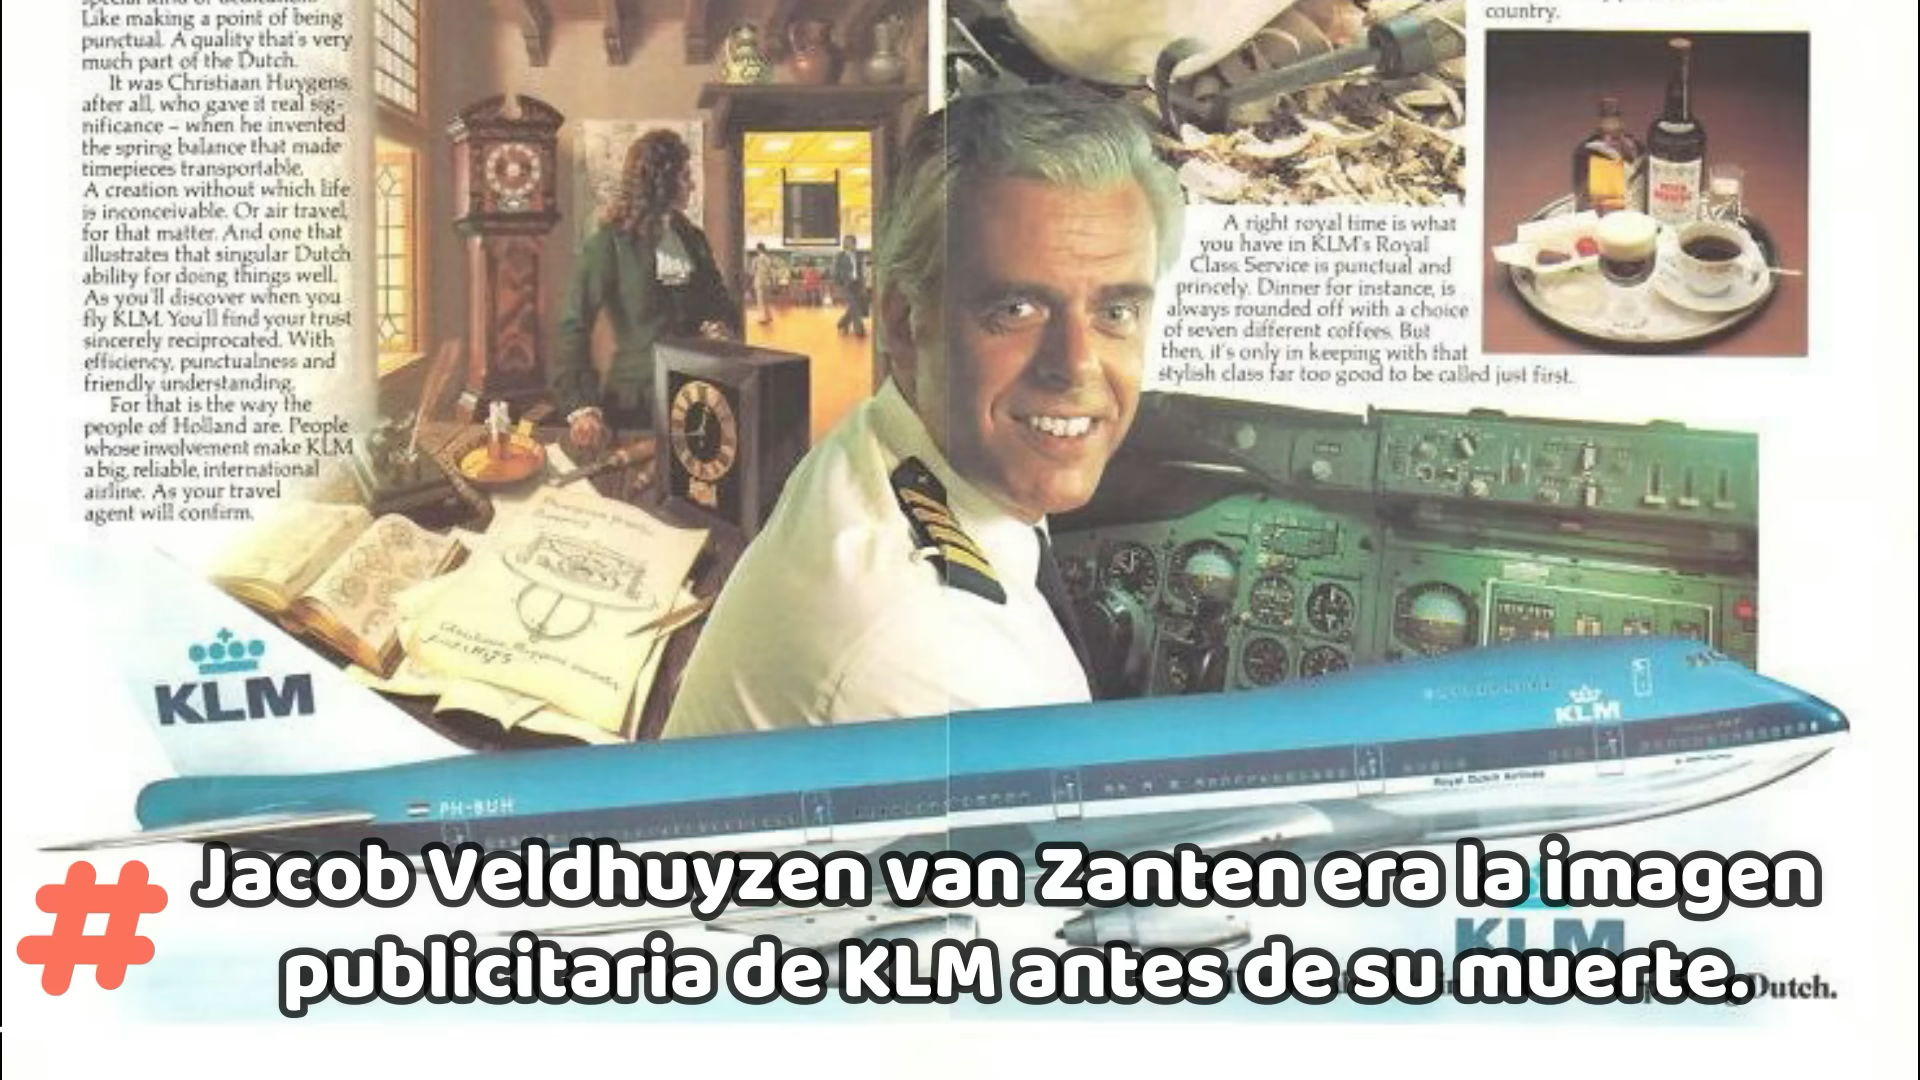 Like making a point of being
punctual. A quality that's very
much part of the Dutch.
It was Christiaan Huygens,
after all, who gave it real sig-
nificance – when he invented
the spring balance that made
timepieces transportable.
A creation without which life
is inconceivable. Or air travel,
for that matter. And one that
illustrates that singular Dutch
ability for doing things well.
As you'll discover when you
fly KLM. You'll find your trust
sincerely reciprocated. With
efficiency, punctualness and
friendly understanding.
For that is the way the
people of Holland are. People
whose involvement make KLM
a big, reliable, international
airline. As your travel
agent will confirm.
country.
A right royal time is what
you have in KLM's Royal
Class. Service is punctual and
princely. Dinner for instance, is
always rounded off with a choice
of seven different coffees. But
then, it's only in keeping with that
stylish class far too good to be called just first.
KLM
KLM
Royal Dutch Airlines
PH-BUH
# Jacob Veldhuyzen van Zanten era la imagen
publicitaria de KLM antes de su muerte.
KLM
Dutch.